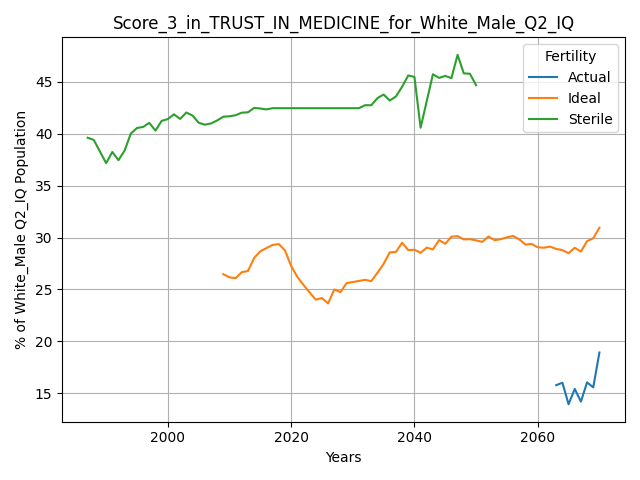 Score_3_in_TRUST_IN_MEDICINE_for_White_Male_Q2_IQ
% of White_Male Q2_IQ Population
45
40
35
30
25
20
15
Fertility
Actual
Ideal
Sterile
2000
2020
2040
2060
Years